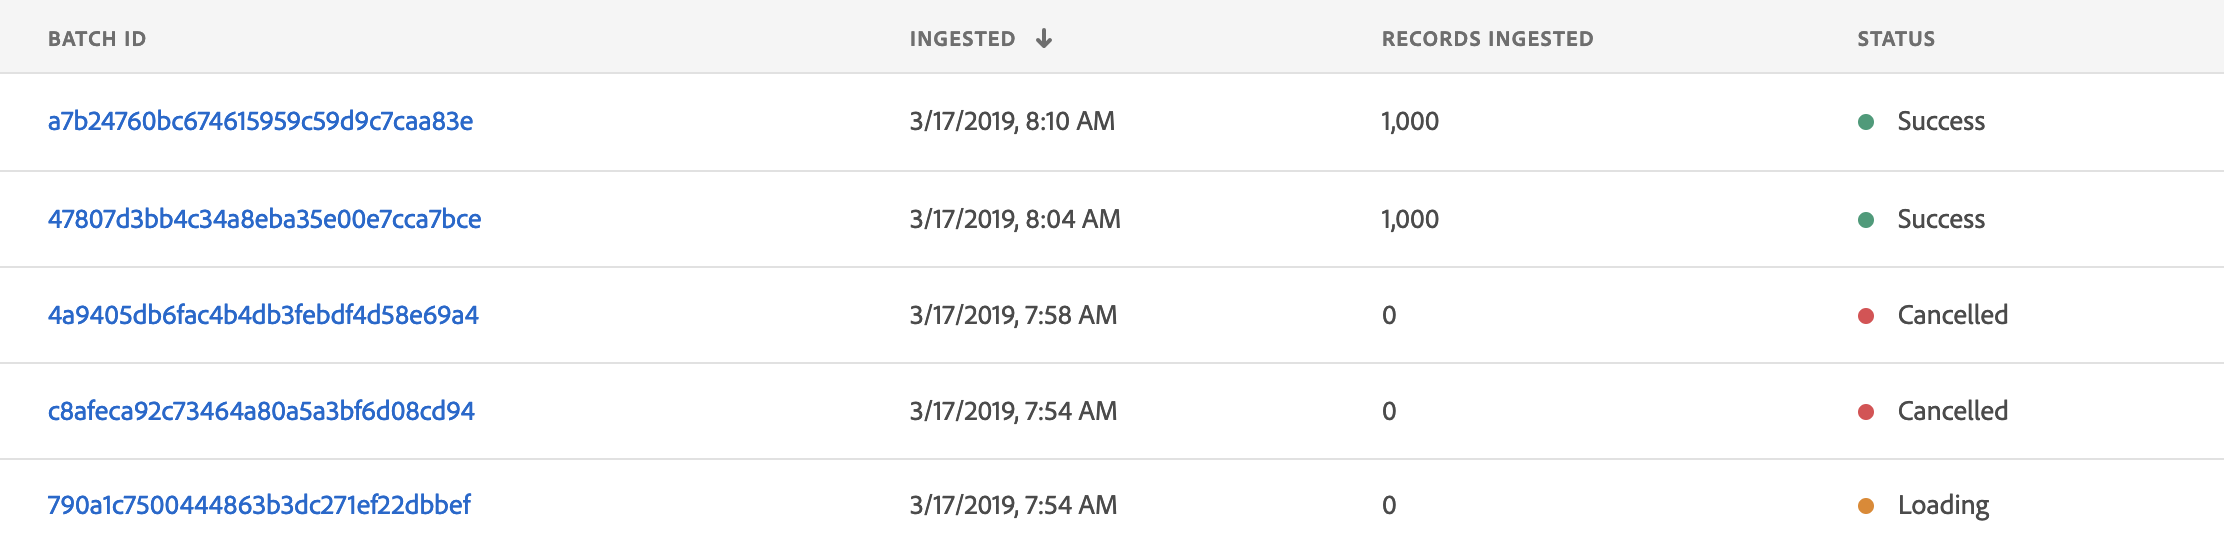 BATCH ID INGESTED ↓ RECORDS INGESTED STATUS
a7b24760bc674615959c59d9c7caa83e 3/17/2019, 8:10 AM 1,000 Success
47807d3bb4c34a8eba35e00e7cca7bce 3/17/2019, 8:04 AM 1,000 Success
4a9405db6fac4b4db3febdf4d58e69a4 3/17/2019, 7:58 AM 0 Cancelled
c8afeca92c73464a80a5a3bf6d08cd94 3/17/2019, 7:54 AM 0 Cancelled
790a1c7500444863b3dc271ef22dbbef 3/17/2019, 7:54 AM 0 Loading